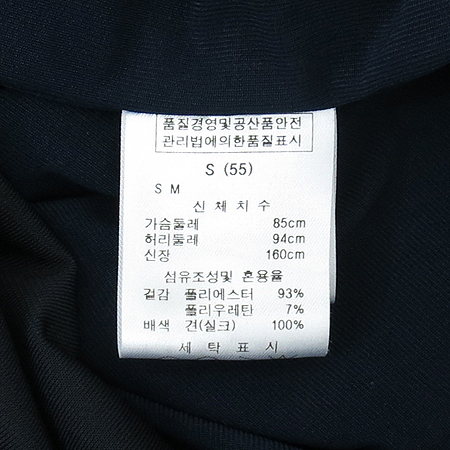 품질경영및공산품안전
관리법에의한품질표시
S (55)
S M
신 체 치 수
가슴둘레 85cm
허리둘레 94cm
신장 160cm
섬유조성및 혼용율
겉감 폴리에스터 93%
폴리우레탄 7%
배색 견(실크) 100%
세 탁 표 시